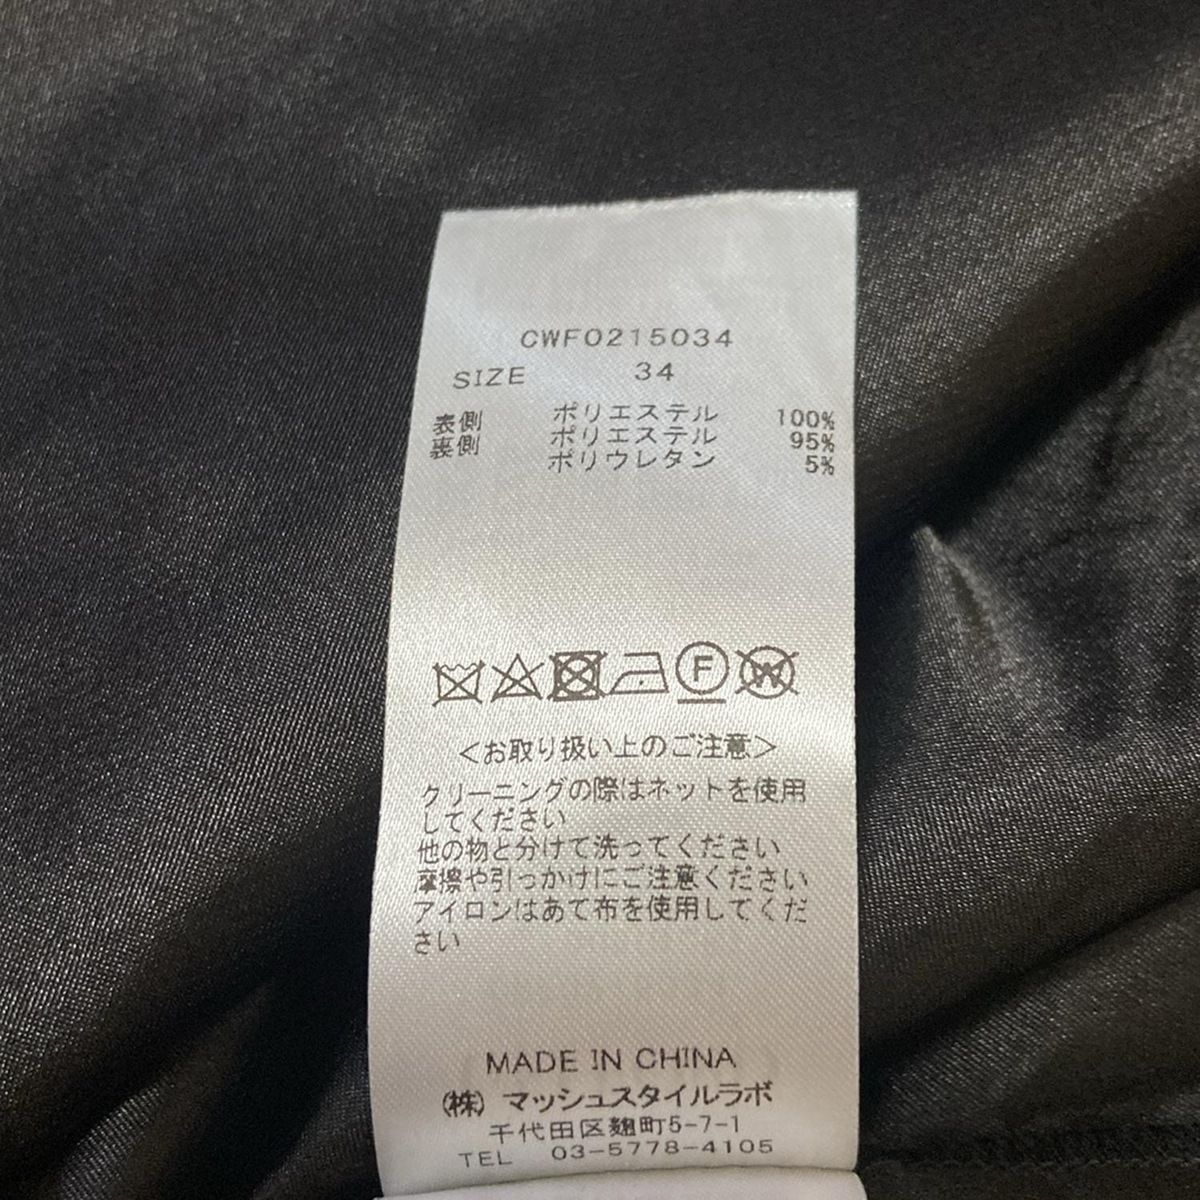 CWFO215034
SIZE 34
表側 ポリエステル 100%
裏側 ポリエステル 95%
ポリウレタン 5%
F W
<お取り扱い上のご注意>
クリーニングの際はネットを使用
してください
他の物と分けて洗ってください
摩擦や引っかけにご注意ください
アイロンはあて布を使用してくだ
さい
MADE IN CHINA
(株) マッシュスタイルラボ
千代田区麹町5-7-1
TEL 03-5778-4105